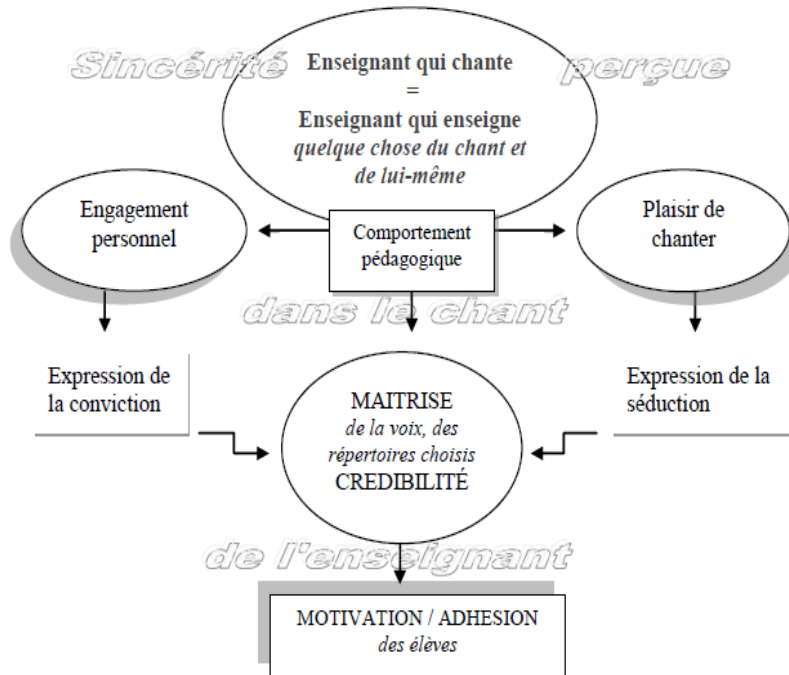 Sincérité perçue
Enseignant qui chante
=
Enseignant qui enseigne
quelque chose du chant et
de lui-même
Engagement
personnel
Comportement
pédagogique
Plaisir de
chanter
dans le chant
Expression de
la conviction
MAITRISE
de la voix, des
répertoires choisis
CREDIBILITÉ
Expression de la
séduction
de l'enseignant
MOTIVATION / ADHESION
des élèves